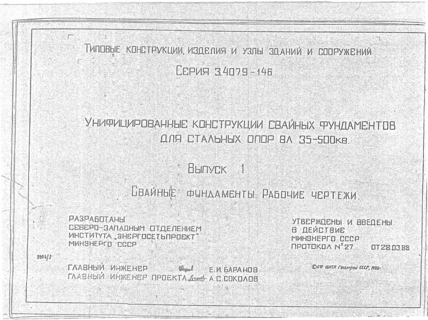 Типовые конструкции, изделия и узлы зданий и сооружений
Серия 3.407.9-146
Унифицированные конструкции свайных фундаментов
для стальных опор ВЛ 35-500кв
Выпуск 1
Свайные фундаменты. Рабочие чертежи
Разработаны
Северо-Западным отделением
института „Энергосетьпроект"
Минэнерго СССР
Утверждены и введены
в действие
Минэнерго СССР
Протокол №27 от 28.03.88
Главный инженер Е.И. Баранов
Главный инженер проекта А.С. Соколов